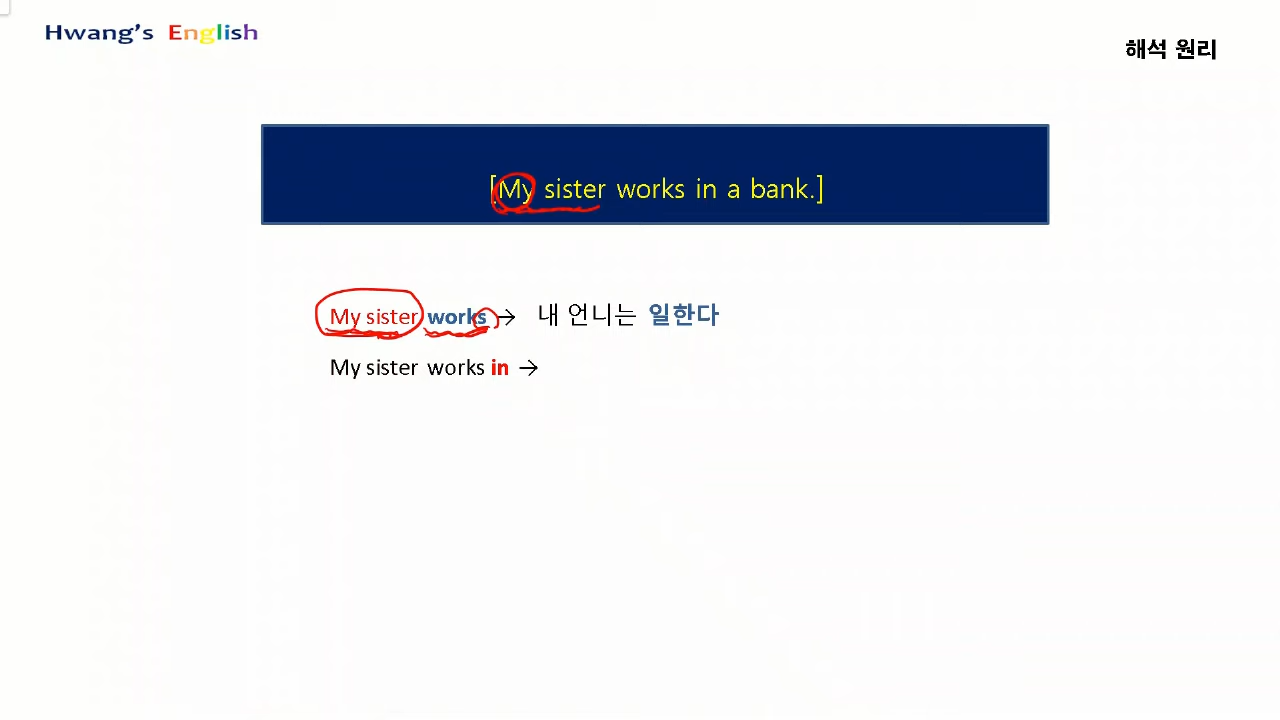 Hwang's English
해석 원리
[My sister works in a bank.]
My sister works → 내 언니는 일한다
My sister works in →